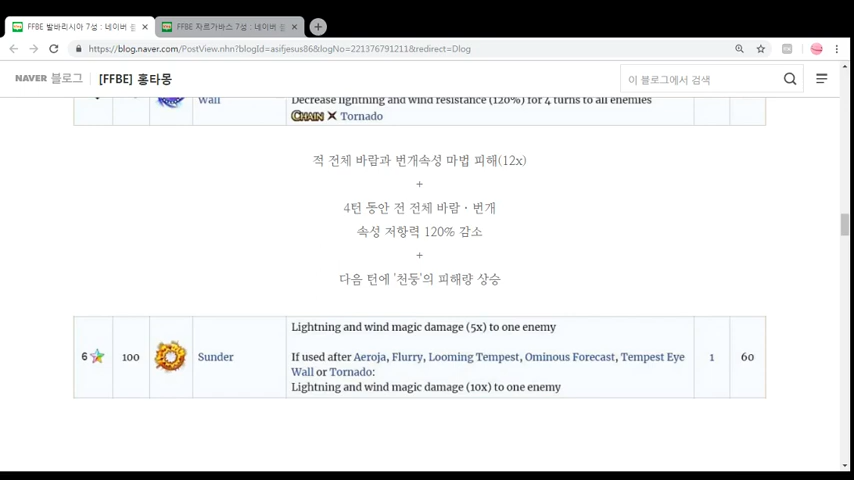 FFBE 발바리시아 7성 : 네이버 블
FFBE 자르가바스 7성 : 네이버 블
https://blog.naver.com/PostView.nhn?blogId=asifjesus86&logNo=221376791211&redirect=Dlog
NAVER 블로그 [FFBE] 홍타몽
이 블로그에서 검색
Wall
Decrease lightning and wind resistance (120%) for 4 turns to all enemies
CHAIN Tornado
적 전체 바람과 번개속성 마법 피해(12x)
+
4턴 동안 전 전체 바람 · 번개
속성 저항력 120% 감소
+
다음 턴에 '천둥'의 피해량 상승
6 100 Sunder
Lightning and wind magic damage (5x) to one enemy
If used after Aeroja, Flurry, Looming Tempest, Ominous Forecast, Tempest Eye
Wall or Tornado:
Lightning and wind magic damage (10x) to one enemy
1 60